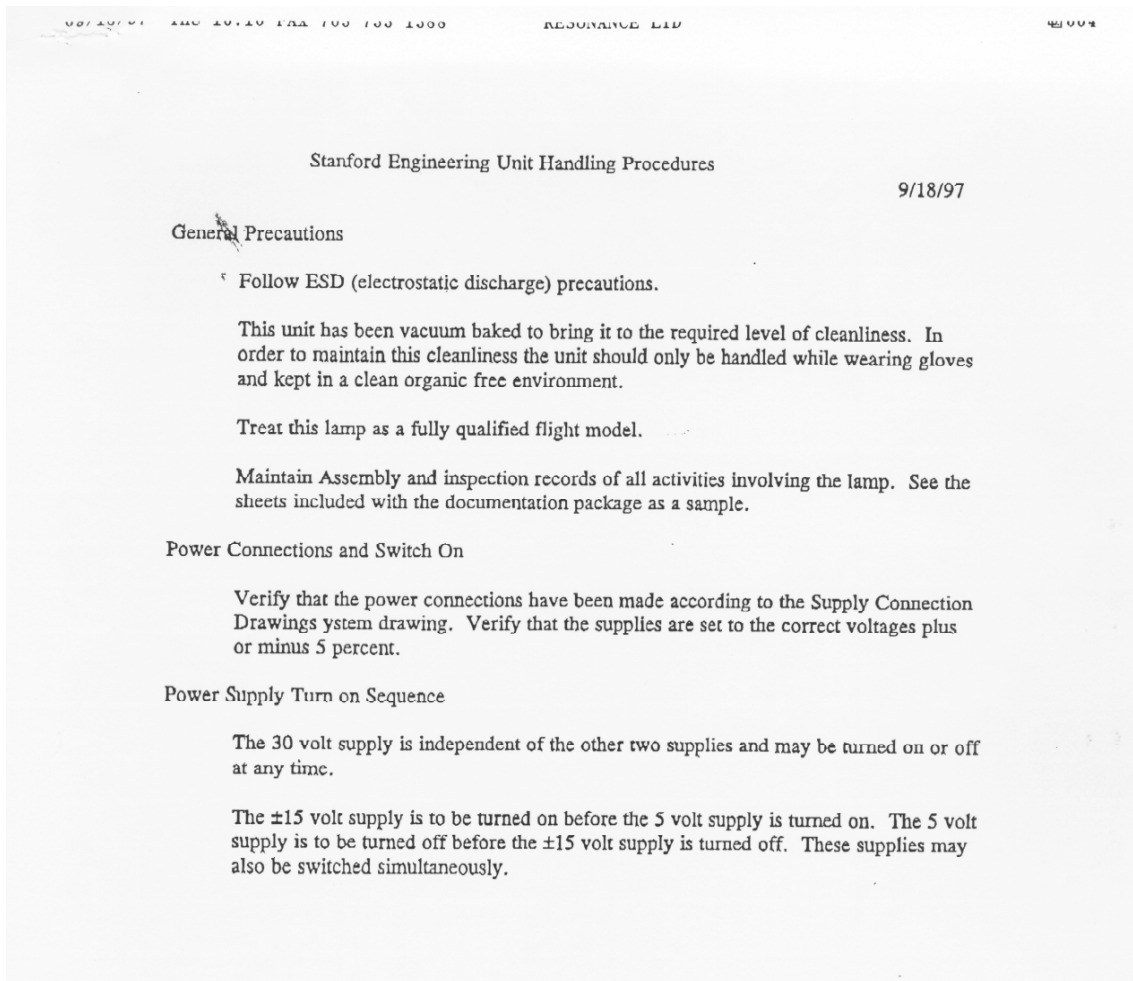 RESONANCE LTD
Stanford Engineering Unit Handling Procedures
9/18/97
General Precautions
Follow ESD (electrostatic discharge) precautions.
This unit has been vacuum baked to bring it to the required level of cleanliness. In
order to maintain this cleanliness the unit should only be handled while wearing gloves
and kept in a clean organic free environment.
Treat this lamp as a fully qualified flight model.
Maintain Assembly and inspection records of all activities involving the lamp. See the
sheets included with the documentation package as a sample.
Power Connections and Switch On
Verify that the power connections have been made according to the Supply Connection
Drawings ystem drawing. Verify that the supplies are set to the correct voltages plus
or minus 5 percent.
Power Supply Turn on Sequence
The 30 volt supply is independent of the other two supplies and may be turned on or off
at any time.
The ±15 volt supply is to be turned on before the 5 volt supply is turned on. The 5 volt
supply is to be turned off before the ±15 volt supply is turned off. These supplies may
also be switched simultaneously.